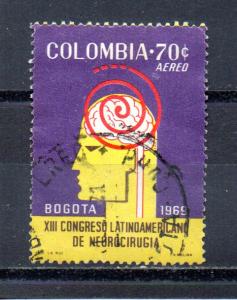 COLOMBIA·70¢
AEREO
BOGOTA 1969
XIII CONGRESO LATINOAMERICANO
DE NEUROCIRUGIA